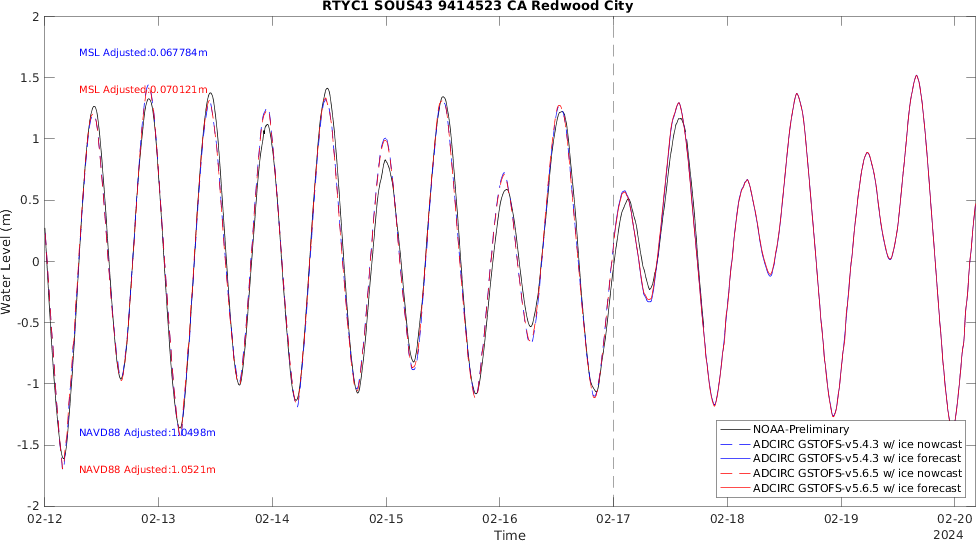 RTYC1 SOUS43 9414523 CA Redwood City
2
1.5
1
0.5
0
-0.5
-1
-1.5
-2
Water Level (m)
MSL Adjusted:0.067784m
MSL Adjusted:0.070121m
NAVD88 Adjusted:1.0498m
NAVD88 Adjusted:1.0521m
NOAA-Preliminary
ADCIRC GSTOFS-v5.4.3 w/ ice nowcast
ADCIRC GSTOFS-v5.4.3 w/ ice forecast
ADCIRC GSTOFS-v5.6.5 w/ ice nowcast
ADCIRC GSTOFS-v5.6.5 w/ ice forecast
02-12 02-13 02-14 02-15 02-16 02-17 02-18 02-19 02-20
Time
2024